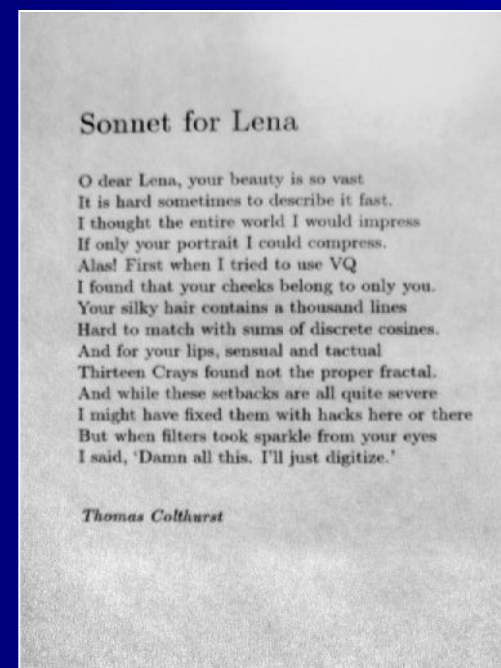 Sonnet for Lena
O dear Lena, your beauty is so vast
It is hard sometimes to describe it fast.
I thought the entire world I would impress
If only your portrait I could compress.
Alas! First when I tried to use VQ
I found that your cheeks belong to only you.
Your silky hair contains a thousand lines
Hard to match with sums of discrete cosines.
And for your lips, sensual and tactual
Thirteen Crays found not the proper fractal.
And while these setbacks are all quite severe
I might have fixed them with hacks here or there
But when filters took sparkle from your eyes
I said, 'Damn all this. I'll just digitize.'
Thomas Colthurst